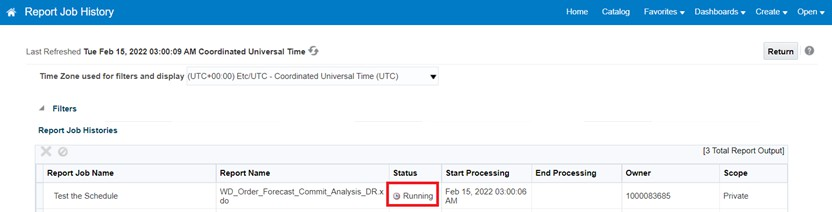 Report Job History
Home Catalog Favorites Dashboards Create Open
Last Refreshed Tue Feb 15, 2022 03:00:09 AM Coordinated Universal Time
Return
Time Zone used for filters and display (UTC+00:00) Etc/UTC - Coordinated Universal Time (UTC)
Filters
Report Job Histories
[3 Total Report Output]
Report Job Name Report Name Status Start Processing End Processing Owner Scope
Test the Schedule WD_Order_Forecast_Commit_Analysis_DR.x Running Feb 15, 2022 03:00:06 1000083685 Private
do AM